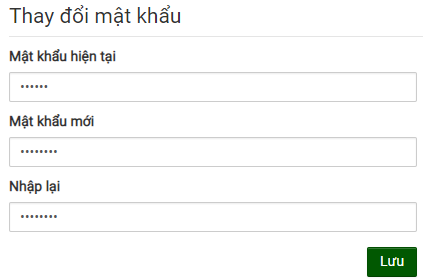 Thay đổi mật khẩu
Mật khẩu hiện tại
••••••
Mật khẩu mới
••••••••
Nhập lại
••••••••
Lưu